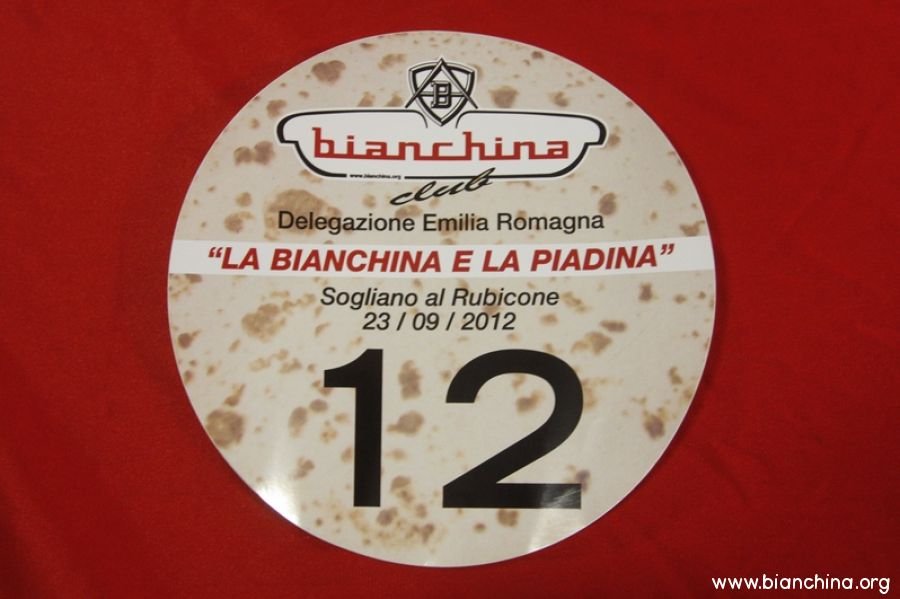 B
bianchina
www.bianchina.org
club
Delegazione Emilia Romagna
"LA BIANCHINA E LA PIADINA"
Sogliano al Rubicone
23 / 09 / 2012
12
www.bianchina.org